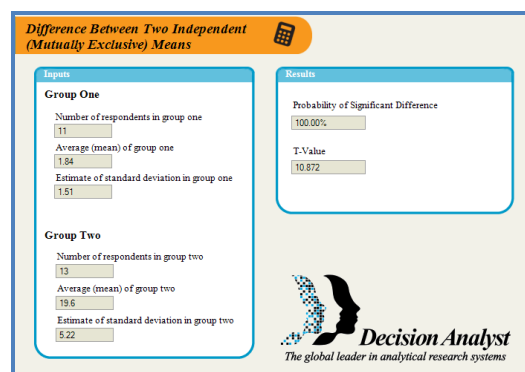 Difference Between Two Independent
(Mutually Exclusive) Means
Inputs
Group One
Number of respondents in group one
11
Average (mean) of group one
1.84
Estimate of standard deviation in group one
1.51
Group Two
Number of respondents in group two
13
Average (mean) of group two
19.6
Estimate of standard deviation in group two
5.22
Results
Probability of Significant Difference
100.00%
T-Value
10.872
Decision Analyst
The global leader in analytical research systems